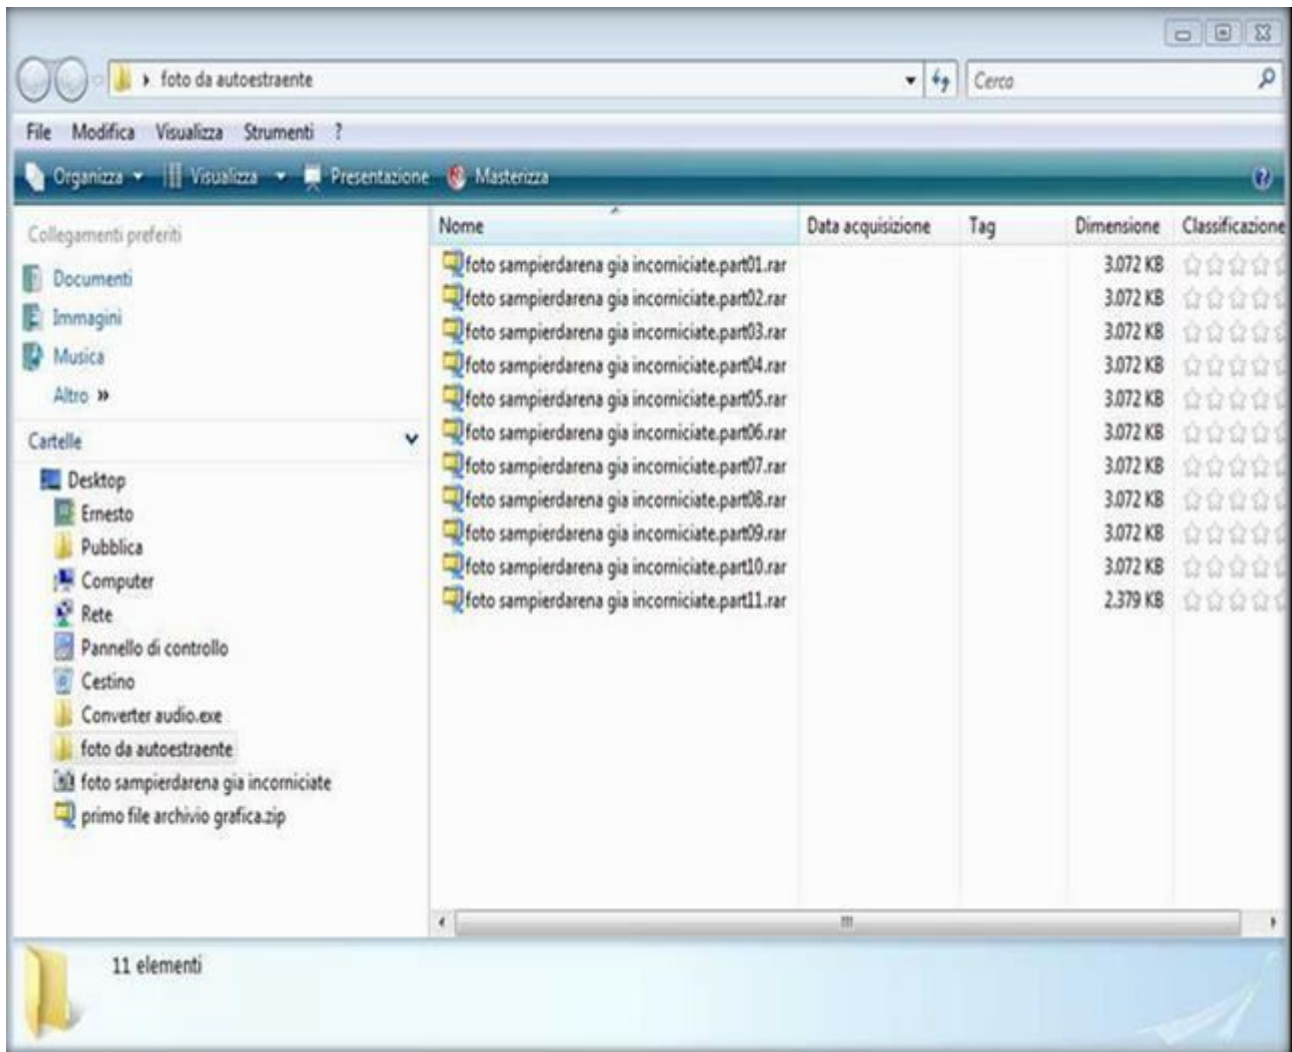 foto da autoestraente
Cerca
File Modifica Visualizza Strumenti ?
Organizza Visualizza Presentazione Masterizza
Collegamenti preferiti
Documenti
Immagini
Musica
Altro »
Cartelle
Desktop
Ernesto
Pubblica
Computer
Rete
Pannello di controllo
Cestino
Converter audio.exe
foto da autoestraente
foto sampierdarena gia incorniciate
primo file archivio grafica.zip
Nome Data acquisizione Tag Dimensione Classificazione
foto sampierdarena gia incorniciate.part01.rar 3.072 KB
foto sampierdarena gia incorniciate.part02.rar 3.072 KB
foto sampierdarena gia incorniciate.part03.rar 3.072 KB
foto sampierdarena gia incorniciate.part04.rar 3.072 KB
foto sampierdarena gia incorniciate.part05.rar 3.072 KB
foto sampierdarena gia incorniciate.part06.rar 3.072 KB
foto sampierdarena gia incorniciate.part07.rar 3.072 KB
foto sampierdarena gia incorniciate.part08.rar 3.072 KB
foto sampierdarena gia incorniciate.part09.rar 3.072 KB
foto sampierdarena gia incorniciate.part10.rar 3.072 KB
foto sampierdarena gia incorniciate.part11.rar 2.379 KB
11 elementi